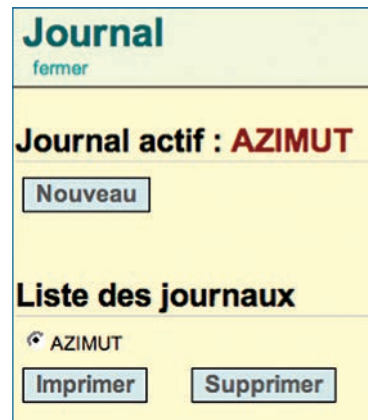 Journal
fermer
Journal actif : AZIMUT
Nouveau
Liste des journaux
AZIMUT
Imprimer Supprimer